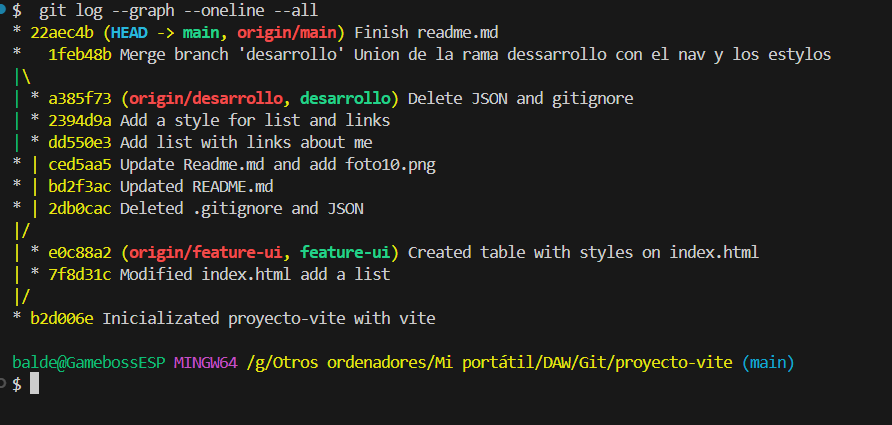 $ git log --graph --oneline --all
* 22aec4b (HEAD -> main, origin/main) Finish readme.md
*   1feb48b Merge branch 'desarrollo' Union de la rama dessarrollo con el nav y los estylos
|\
| * a385f73 (origin/desarrollo, desarrollo) Delete JSON and gitignore
| * 2394d9a Add a style for list and links
| * dd550e3 Add list with links about me
* | ced5aa5 Update Readme.md and add foto10.png
* | bd2f3ac Updated README.md
* | 2db0cac Deleted .gitignore and JSON
|/
| * e0c88a2 (origin/feature-ui, feature-ui) Created table with styles on index.html
| * 7f8d31c Modified index.html add a list
|/
* b2d006e Inicializated proyecto-vite with vite
balde@GamebossESP MINGW64 /g/Otros ordenadores/Mi portátil/DAW/Git/proyecto-vite (main)
$